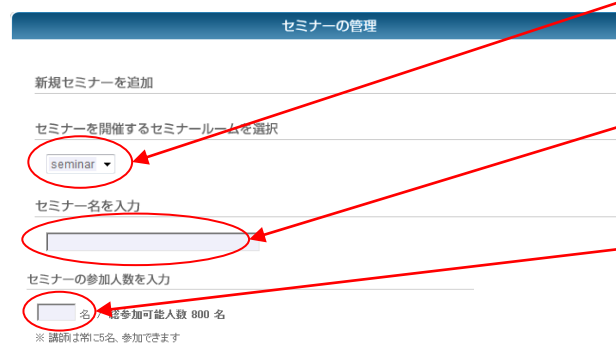 セミナーの管理
新規セミナーを追加
セミナーを開催するセミナールームを選択
seminar
セミナー名を入力
セミナーの参加人数を入力
名 / 総参加可能人数 800 名
※ 講師は常に5名、参加できます